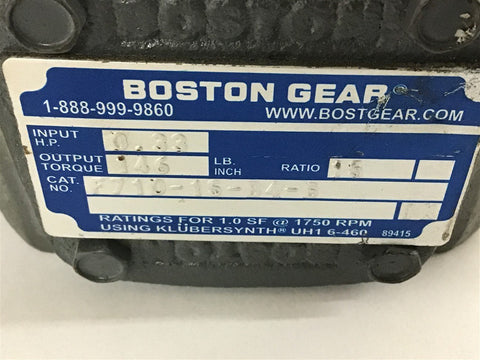 BOSTON GEAR®
1-888-999-9860 WWW.BOSTGEAR.COM
INPUT H.P. 0.33
OUTPUT TORQUE 146 LB. INCH RATIO 15
CAT. NO.
RATINGS FOR 1.0 SF @ 1750 RPM
USING KLÜBERSYNTH® UH1 6-460 89415